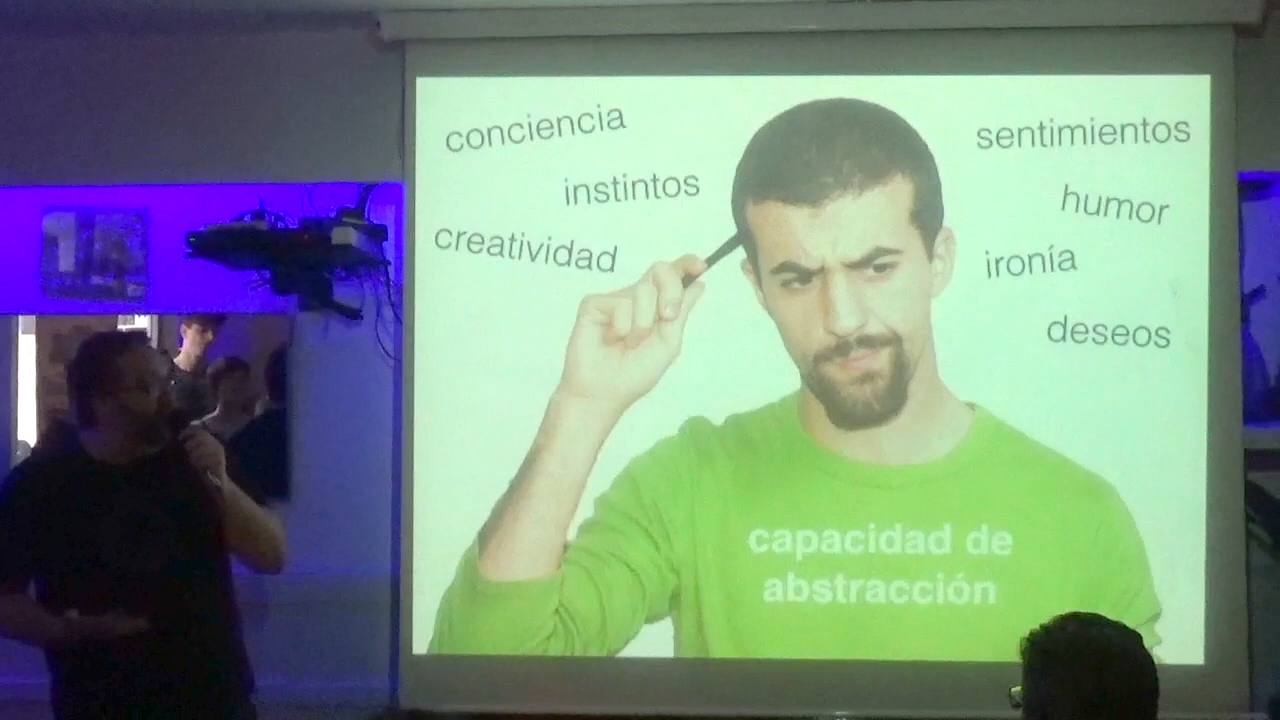 conciencia
instintos
creatividad
sentimientos
humor
ironía
deseos
capacidad de
abstracción